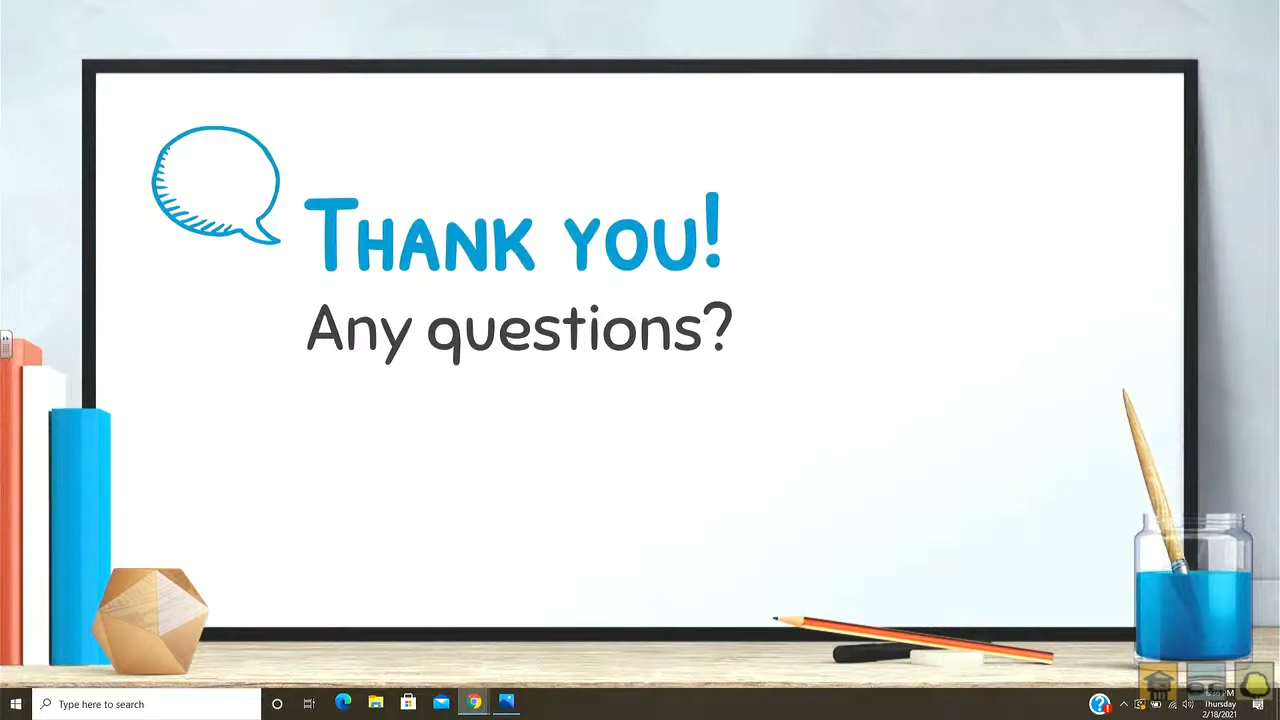 Thank you!
Any questions?
Type here to search
Thursday
2/18/2021